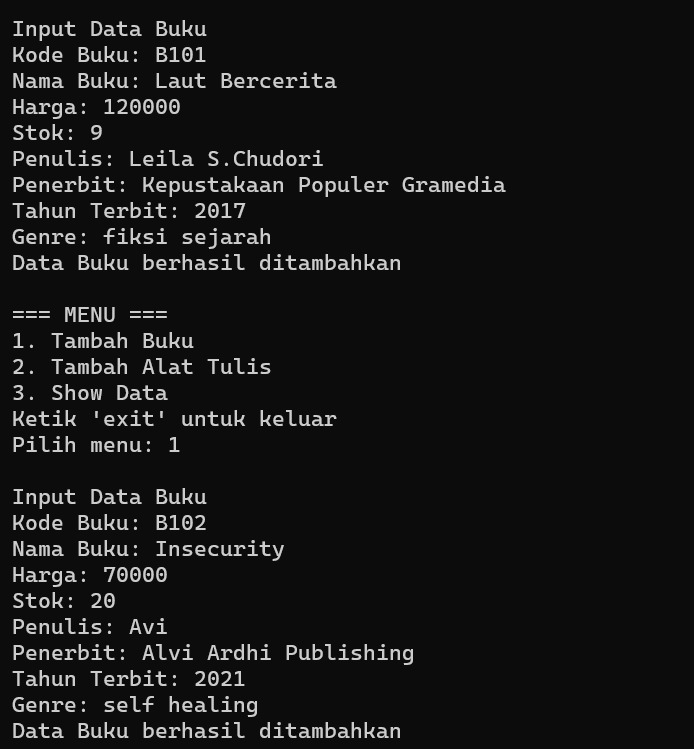 Input Data Buku
Kode Buku: B101
Nama Buku: Laut Bercerita
Harga: 120000
Stok: 9
Penulis: Leila S.Chudori
Penerbit: Kepustakaan Populer Gramedia
Tahun Terbit: 2017
Genre: fiksi sejarah
Data Buku berhasil ditambahkan

=== MENU ===
1. Tambah Buku
2. Tambah Alat Tulis
3. Show Data
Ketik 'exit' untuk keluar
Pilih menu: 1

Input Data Buku
Kode Buku: B102
Nama Buku: Insecurity
Harga: 70000
Stok: 20
Penulis: Avi
Penerbit: Alvi Ardhi Publishing
Tahun Terbit: 2021
Genre: self healing
Data Buku berhasil ditambahkan